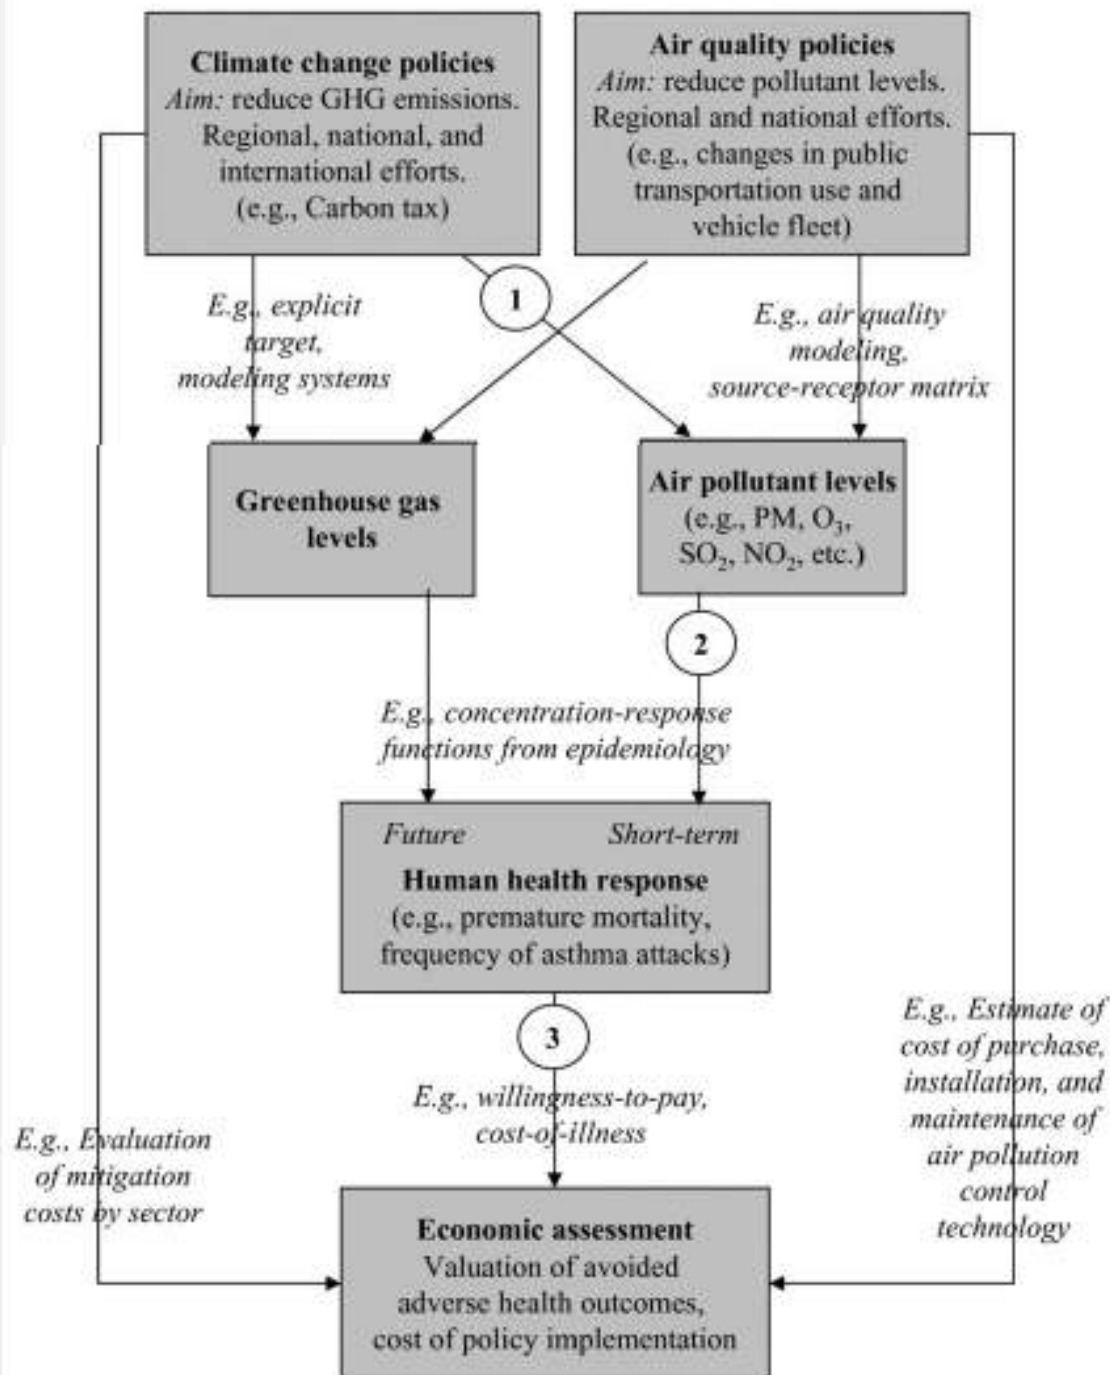 Climate change policies
Aim: reduce GHG emissions.
Regional, national, and
international efforts.
(e.g., Carbon tax)
Air quality policies
Aim: reduce pollutant levels.
Regional and national efforts.
(e.g., changes in public
transportation use and
vehicle fleet)
1
E.g., explicit
target,
modeling systems
E.g., air quality
modeling,
source-receptor matrix
Greenhouse gas
levels
Air pollutant levels
(e.g., PM, O₃,
SO₂, NO₂, etc.)
2
E.g., concentration-response
functions from epidemiology
Future Short-term
Human health response
(e.g., premature mortality,
frequency of asthma attacks)
3
E.g., willingness-to-pay,
cost-of-illness
E.g., Evaluation
of mitigation
costs by sector
E.g., Estimate of
cost of purchase,
installation, and
maintenance of
air pollution
control
technology
Economic assessment
Valuation of avoided
adverse health outcomes,
cost of policy implementation